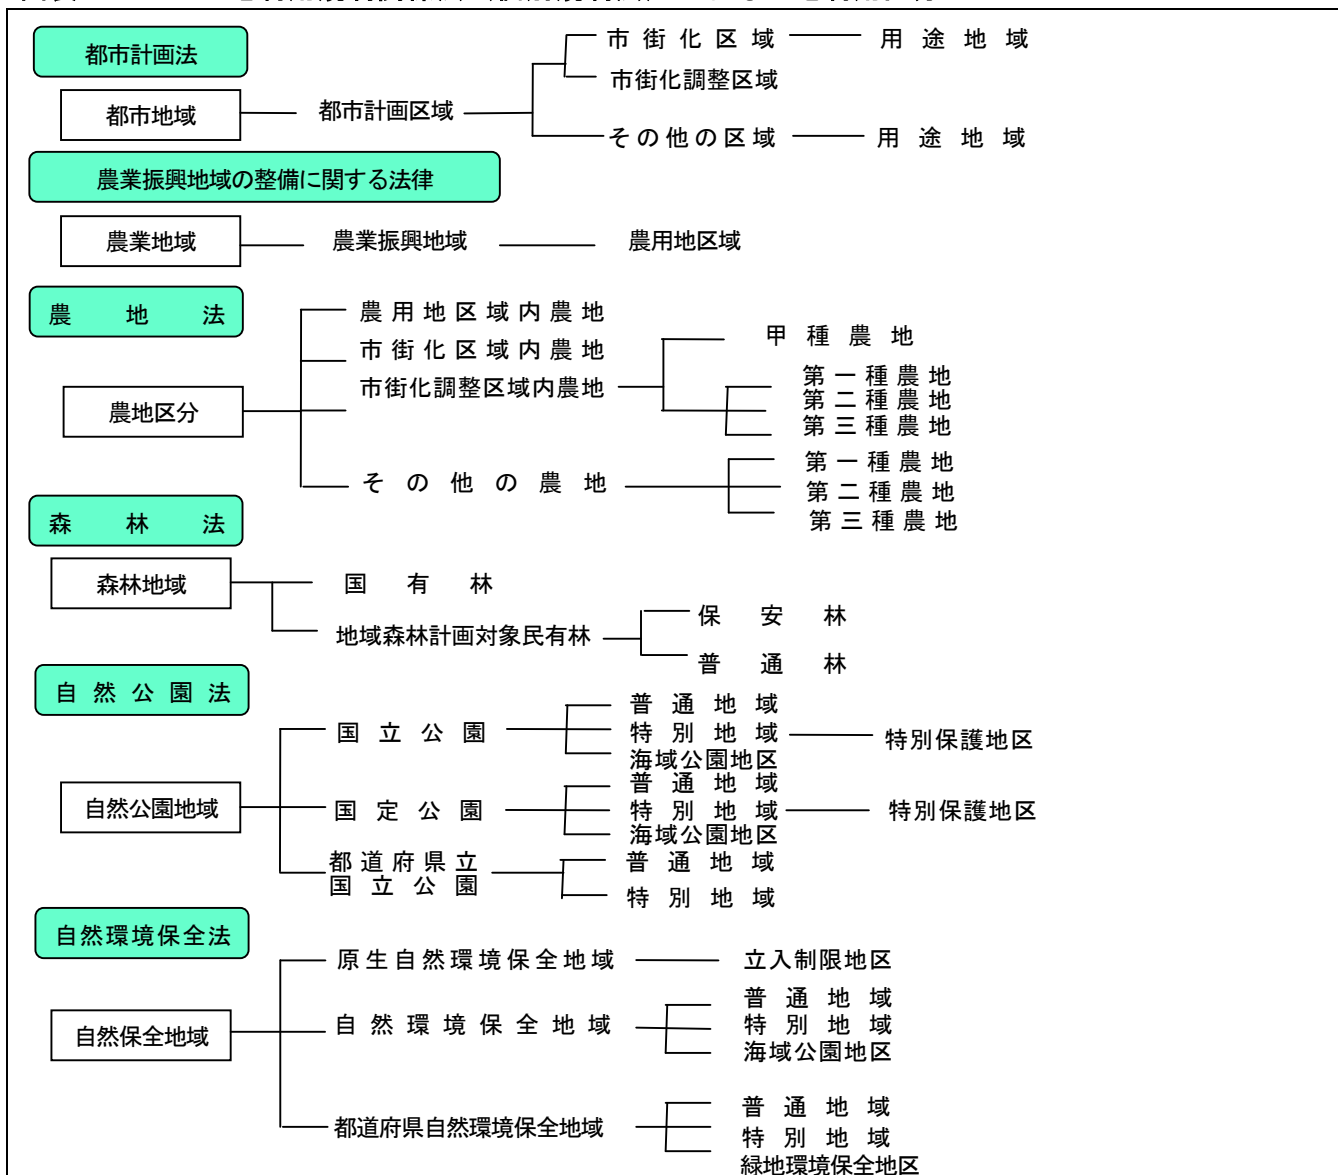 都市計画法
市街化区域 用途地域
市街化調整区域
都市地域 都市計画区域
その他の区域 用途地域
農業振興地域の整備に関する法律
農業地域 農業振興地域 農用地区域
農地法
農用地区域内農地
市街化区域内農地
甲種農地
市街化調整区域内農地
第一種農地
第二種農地
第三種農地
農地区分
その他の農地
第一種農地
第二種農地
第三種農地
森林法
森林地域 国有林
地域森林計画対象民有林
保安林
普通林
自然公園法
国立公園
普通地域
特別地域 特別保護地区
海域公園地区
自然公園地域 国定公園
普通地域
特別地域 特別保護地区
海域公園地区
都道府県立
国立公園
普通地域
特別地域
自然環境保全法
原生自然環境保全地域 立入制限地区
自然保全地域 自然環境保全地域
普通地域
特別地域
海域公園地区
都道府県自然環境保全地域
普通地域
特別地域
緑地環境保全地区